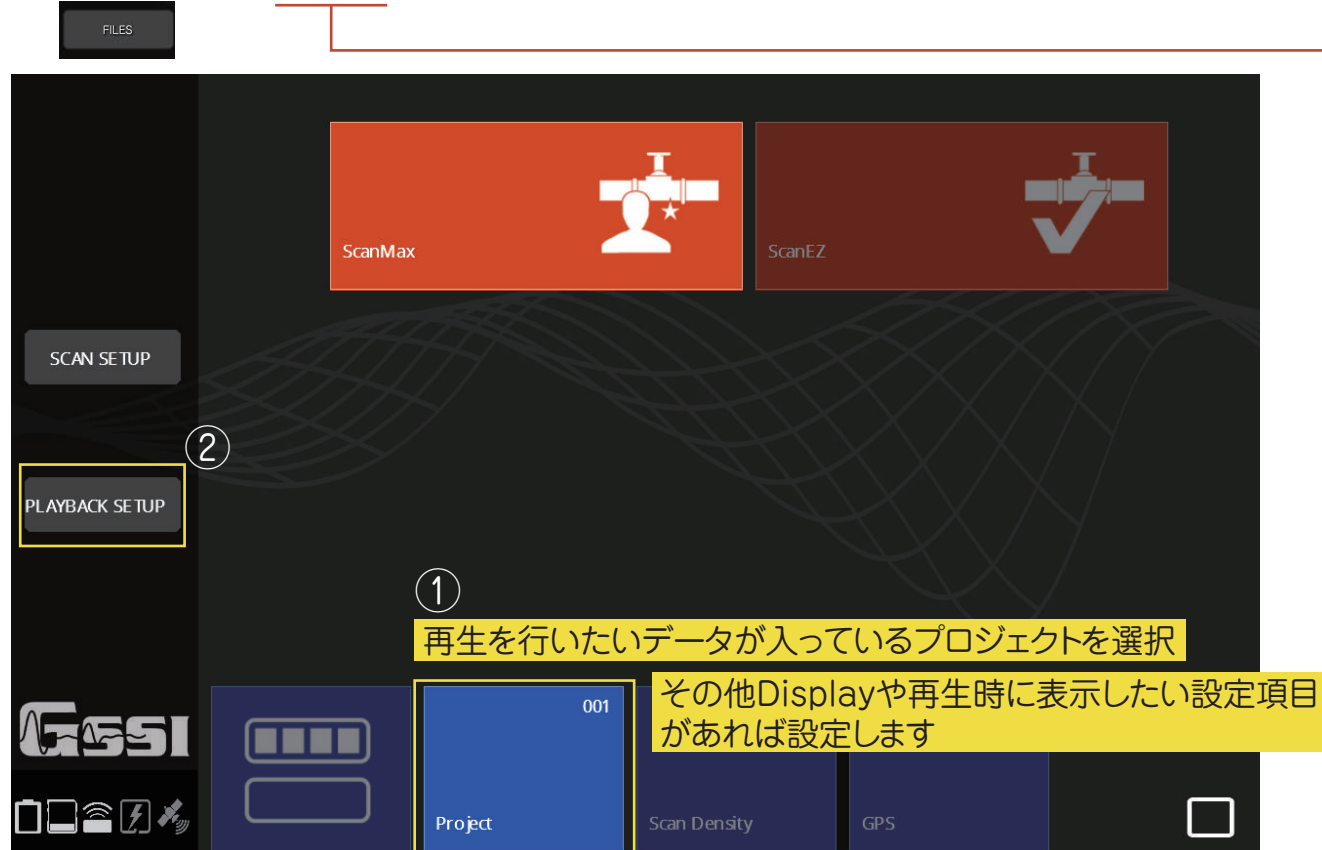 FILES
ScanMax
ScanEZ
SCAN SETUP
②
PLAYBACK SETUP
①
再生を行いたいデータが入っているプロジェクトを選択
その他Displayや再生時に表示したい設定項目
があれば設定します
001
GSSI
Project
Scan Density
GPS